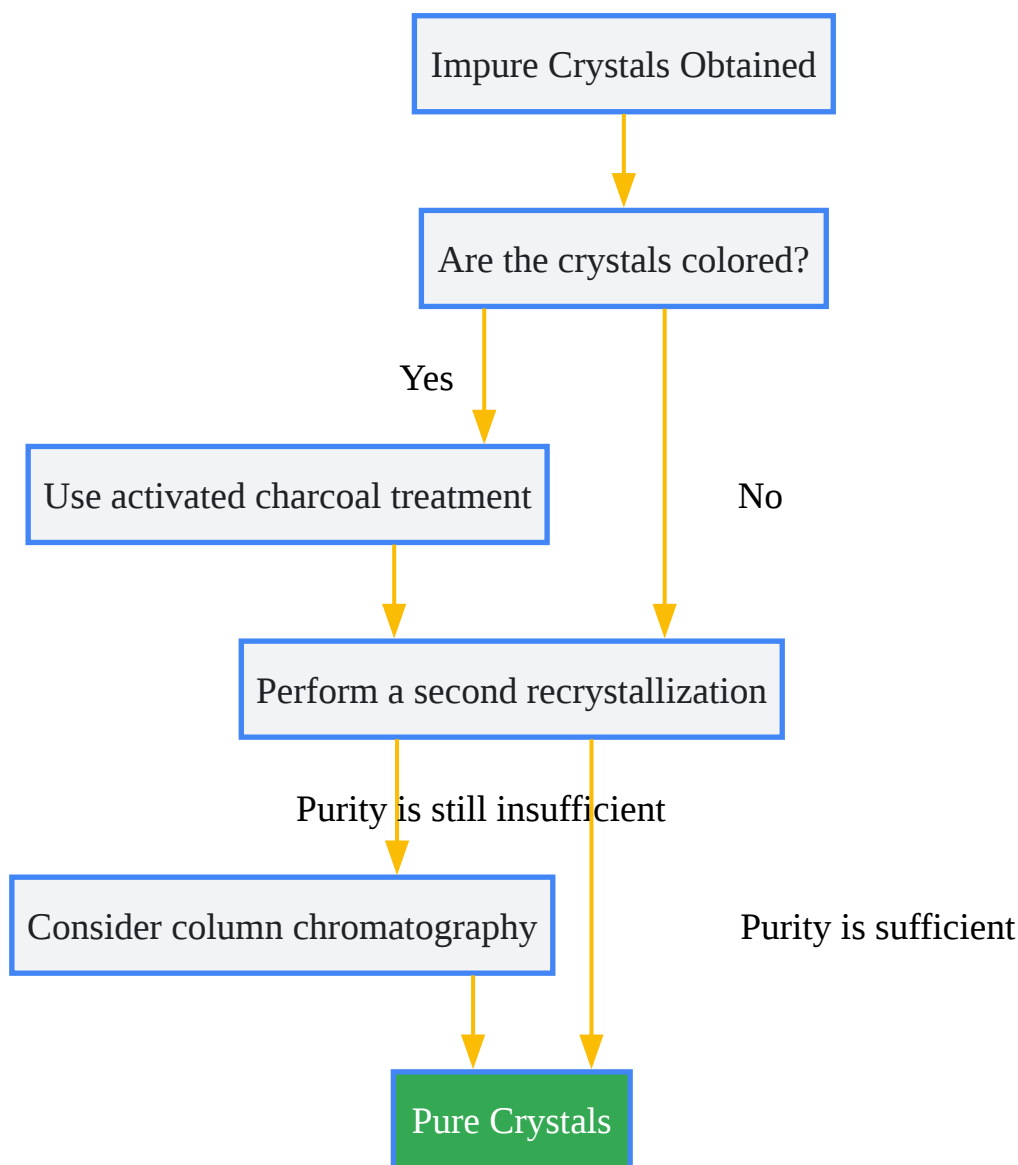 Impure Crystals Obtained
Are the crystals colored?
Yes
Use activated charcoal treatment
No
Perform a second recrystallization
Purity is still insufficient
Consider column chromatography
Purity is sufficient
Pure Crystals